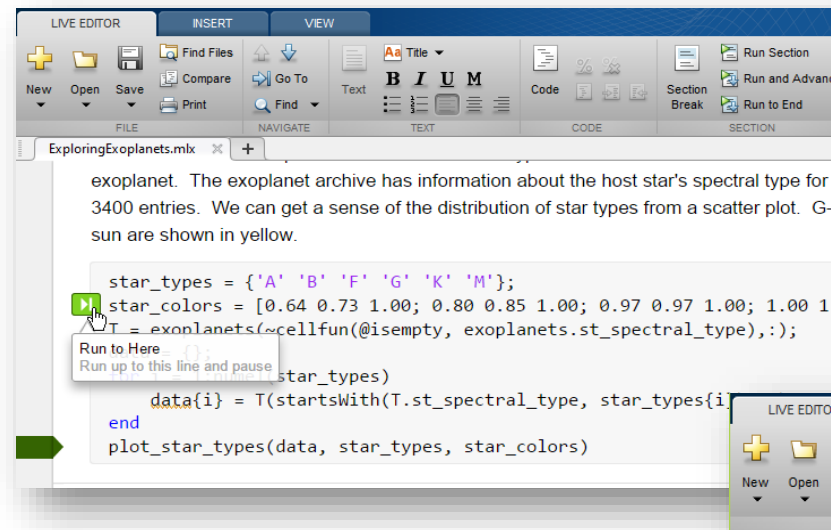 LIVE EDITOR INSERT VIEW
Find Files
Compare
Print
Go To
Find
Title
B I U M
Run Section
Run and Advanc
Run to End
New Open Save Text Code Section Break
FILE NAVIGATE TEXT CODE SECTION
ExploringExoplanets.mlx
exoplanet. The exoplanet archive has information about the host star's spectral type for
3400 entries. We can get a sense of the distribution of star types from a scatter plot. G-
sun are shown in yellow.
star_types = {'A' 'B' 'F' 'G' 'K' 'M'};
star_colors = [0.64 0.73 1.00; 0.80 0.85 1.00; 0.97 0.97 1.00; 1.00 1
T = exoplanets(~cellfun(@isempty, exoplanets.st_spectral_type),:);
Run to Here
Run up to this line and pause
(star_types)
data{i} = T(startsWith(T.st_spectral_type, star_types{i}
end
plot_star_types(data, star_types, star_colors)
LIVE EDITO
New Open